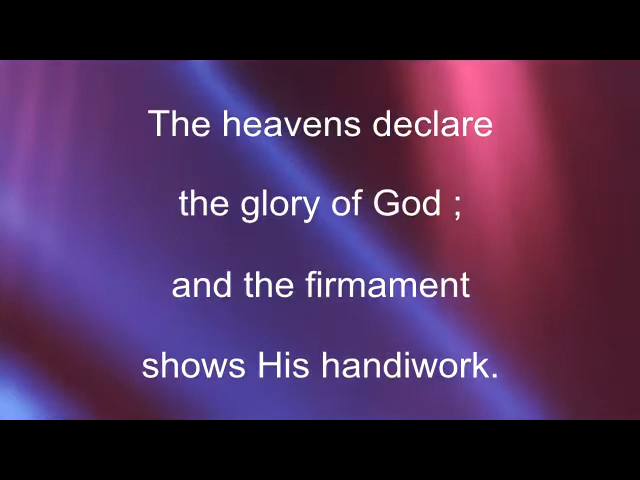 The heavens declare
the glory of God ;
and the firmament
shows His handiwork.